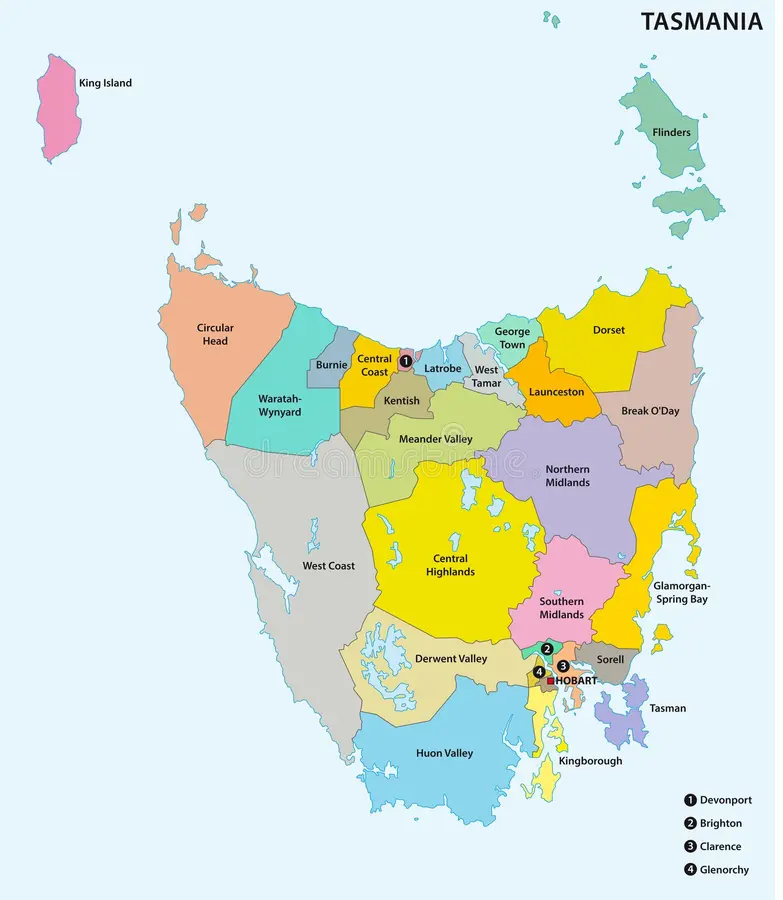 TASMANIA
King Island
Flinders
Circular
Head
George
Town
Dorset
Burnie
Central
Coast
1
Latrobe
West
Tamar
Launceston
Waratah-
Wynyard
Kentish
Break O'Day
Meander Valley
dreamstime
Northern
Midlands
West Coast
Central
Highlands
Glamorgan-
Spring Bay
Southern
Midlands
2
Derwent Valley
3
Sorell
4
HOBART
Tasman
Huon Valley
Kingborough
1 Devonport
2 Brighton
3 Clarence
4 Glenorchy